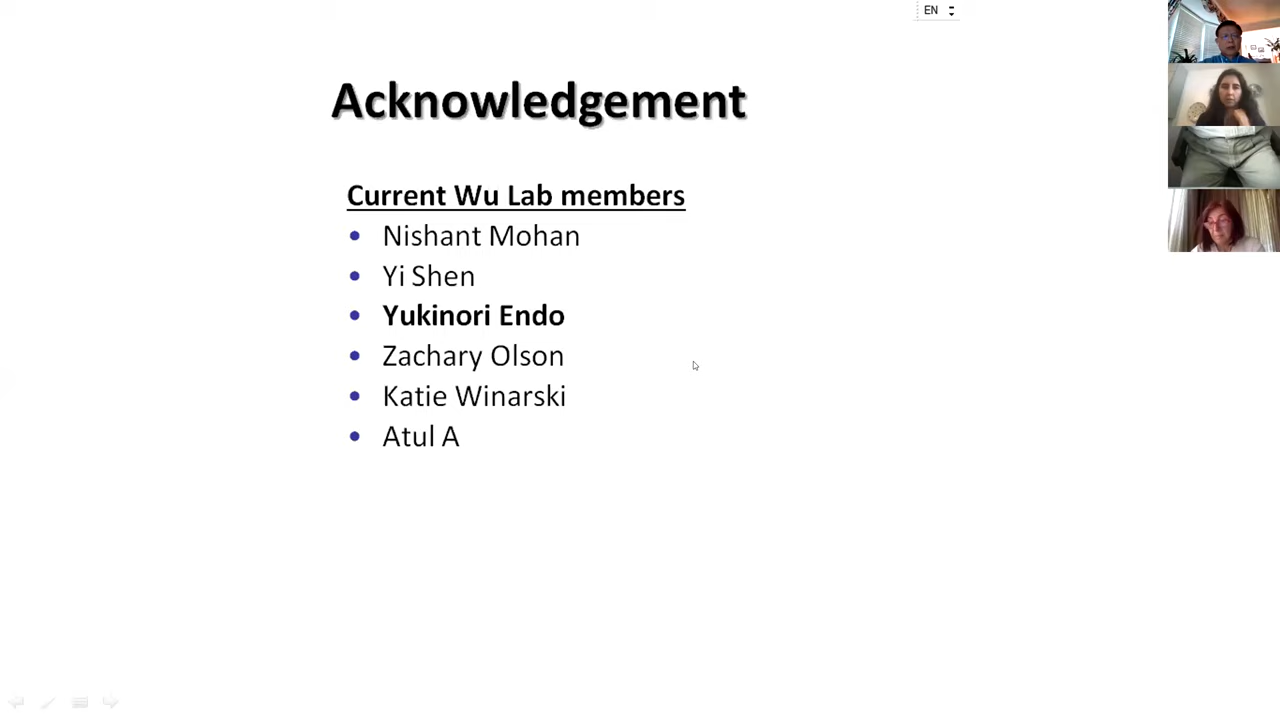 EN
Acknowledgement
Current Wu Lab members
• Nishant Mohan
• Yi Shen
• Yukinori Endo
• Zachary Olson
• Katie Winarski
• Atul A